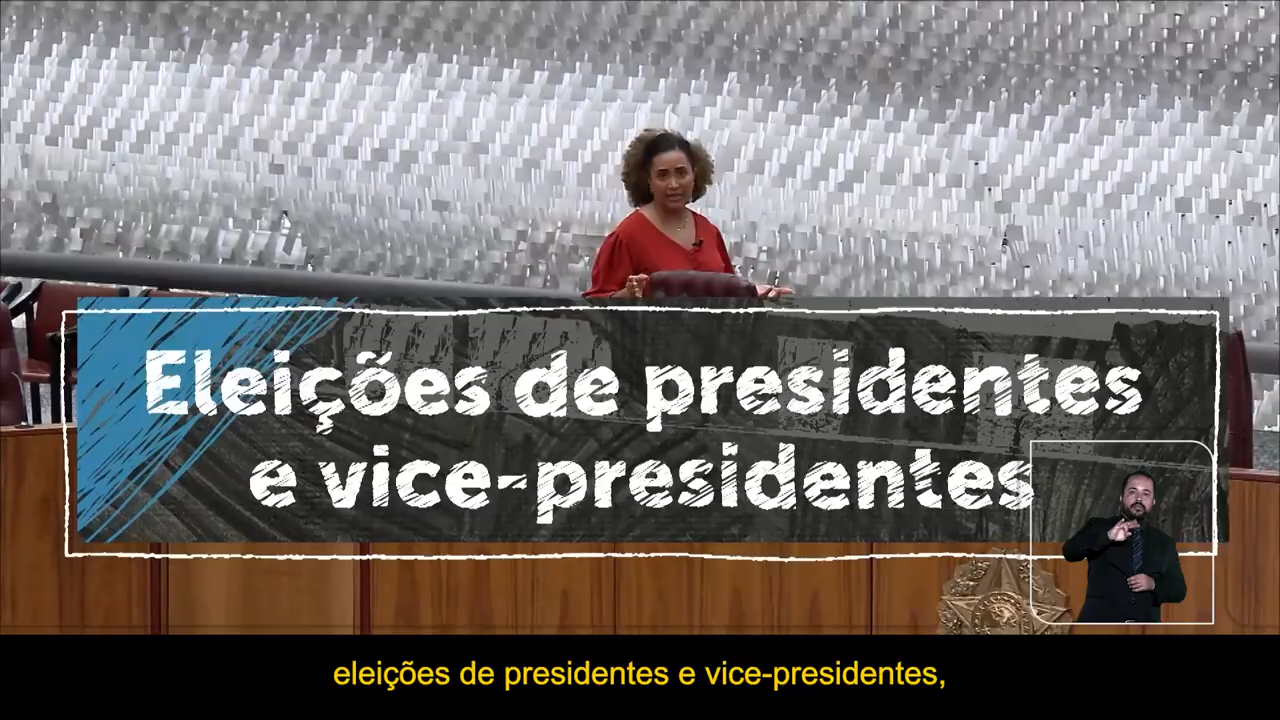 Eleições de presidentes
e vice-presidentes
eleições de presidentes e vice-presidentes,